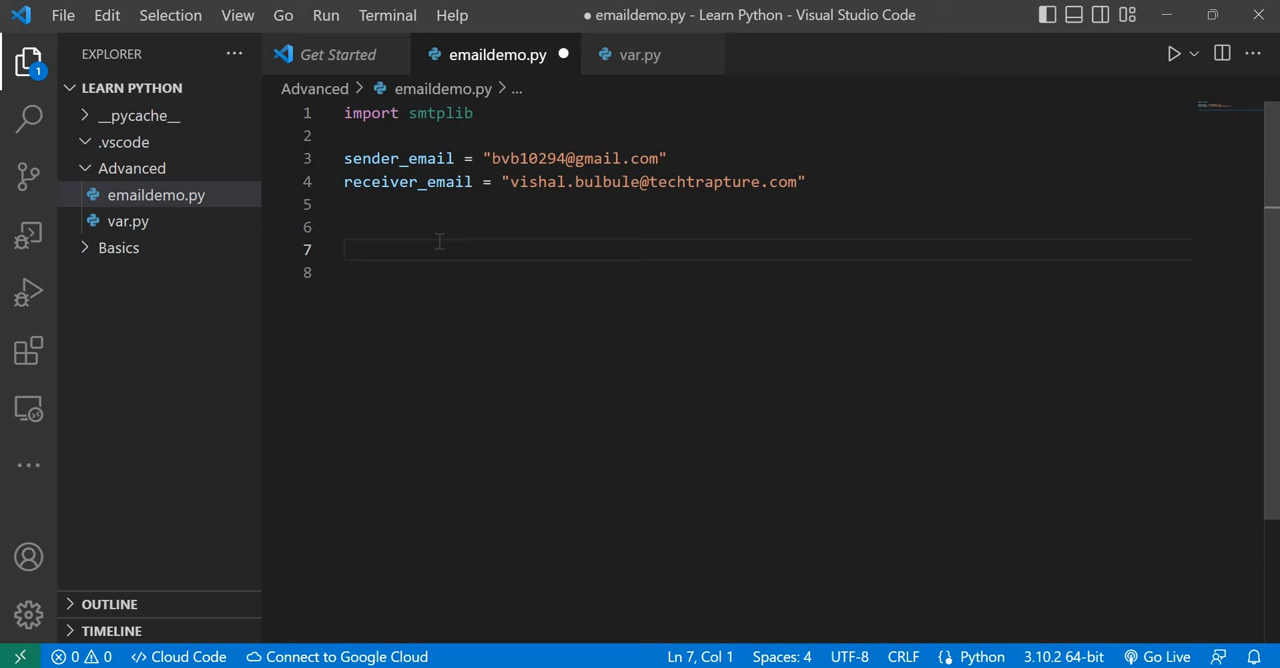 File Edit Selection View Go Run Terminal Help ● emaildemo.py - Learn Python - Visual Studio Code
EXPLORER ...
Get Started emaildemo.py ● var.py
1
LEARN PYTHON
__pycache__
.vscode
Advanced
emaildemo.py
var.py
Basics
OUTLINE
TIMELINE
Advanced > emaildemo.py > ...
1 import smtplib
2
3 sender_email = "bvb10294@gmail.com"
4 receiver_email = "vishal.bulbule@techtrapture.com"
5
6
7
8
0 0 Cloud Code Connect to Google Cloud Ln 7, Col 1 Spaces: 4 UTF-8 CRLF Python 3.10.2 64-bit Go Live